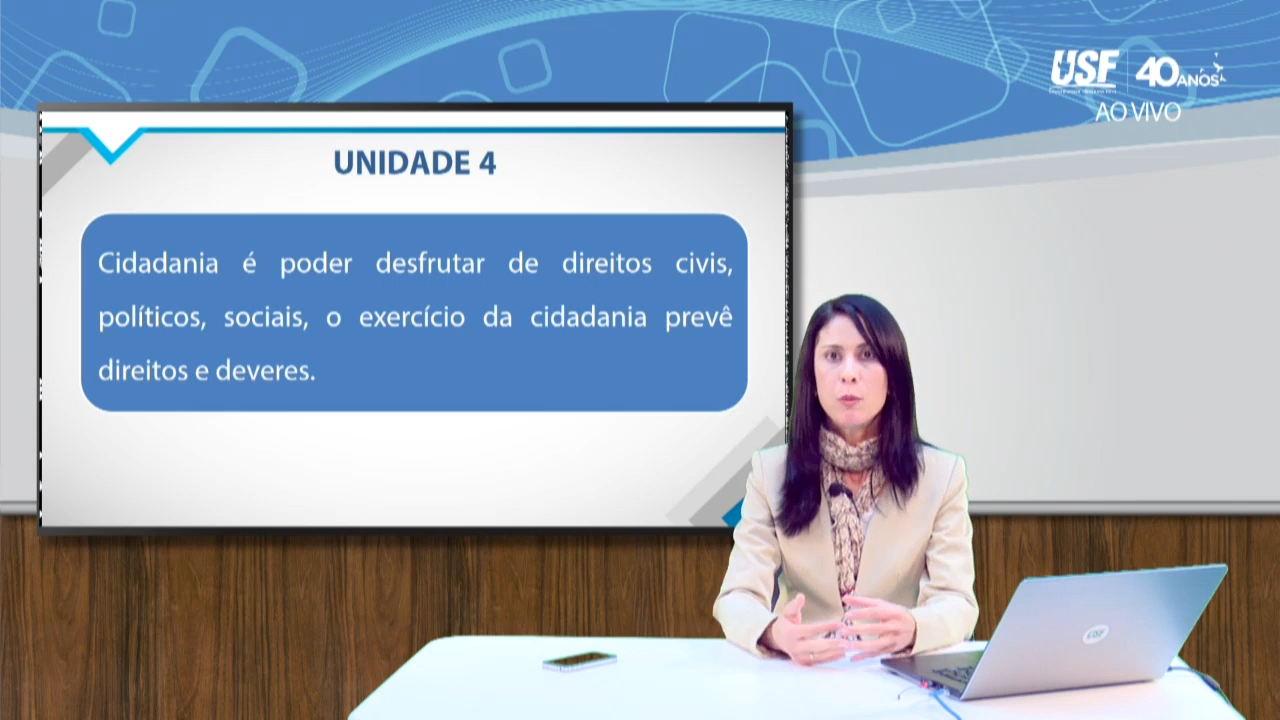 USF 40 ANOS
AO VIVO
UNIDADE 4
Cidadania é poder desfrutar de direitos civis,
políticos, sociais, o exercício da cidadania prevê
direitos e deveres.
USF